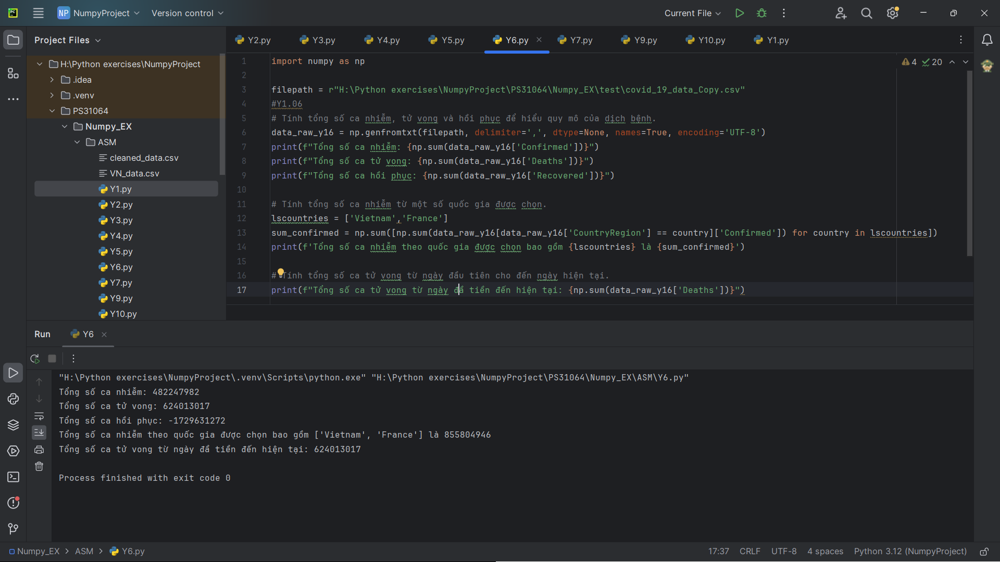 NP NumpyProject Version control Current File
Project Files
Y2.py Y3.py Y4.py Y5.py Y6.py Y7.py Y9.py Y10.py Y1.py
H:\Python exercises\NumpyProject
.idea
.venv
PS31064
Numpy_EX
ASM
cleaned_data.csv
VN_data.csv
Y1.py
Y2.py
Y3.py
Y4.py
Y5.py
Y6.py
Y7.py
Y9.py
Y10.py
4 20
1 import numpy as np
2
3 filepath = r"H:\Python exercises\NumpyProject\PS31064\Numpy_EX\test\covid_19_data_Copy.csv"
4 #Y1.06
5 # Tính tổng số ca nhiễm, tử vong và hồi phục để hiểu quy mô của dịch bệnh.
6 data_raw_y16 = np.genfromtxt(filepath, delimiter=',', dtype=None, names=True, encoding='UTF-8')
7 print(f"Tổng số ca nhiễm: {np.sum(data_raw_y16['Confirmed'])}")
8 print(f"Tổng số ca tử vong: {np.sum(data_raw_y16['Deaths'])}")
9 print(f"Tổng số ca hồi phục: {np.sum(data_raw_y16['Recovered'])}")
10
11 # Tính tổng số ca nhiễm từ một số quốc gia được chọn.
12 lscountries = ['Vietnam','France']
13 sum_confirmed = np.sum([np.sum(data_raw_y16[data_raw_y16['CountryRegion'] == country]['Confirmed']) for country in lscountries])
14 print(f'Tổng số ca nhiễm theo quốc gia được chọn bao gồm {lscountries} là {sum_confirmed}')
15
16 # Tính tổng số ca tử vong từ ngày đầu tiên cho đến ngày hiện tại.
17 print(f"Tổng số ca tử vong từ ngày đầ tiền đến hiện tại: {np.sum(data_raw_y16['Deaths'])}")
Run Y6
"H:\Python exercises\NumpyProject\.venv\Scripts\python.exe" "H:\Python exercises\NumpyProject\PS31064\Numpy_EX\ASM\Y6.py"
Tổng số ca nhiễm: 482247982
Tổng số ca tử vong: 624013017
Tổng số ca hồi phục: -1729631272
Tổng số ca nhiễm theo quốc gia được chọn bao gồm ['Vietnam', 'France'] là 855804946
Tổng số ca tử vong từ ngày đầ tiền đến hiện tại: 624013017
Process finished with exit code 0
Numpy_EX > ASM > Y6.py 17:37 CRLF UTF-8 4 spaces Python 3.12 (NumpyProject)